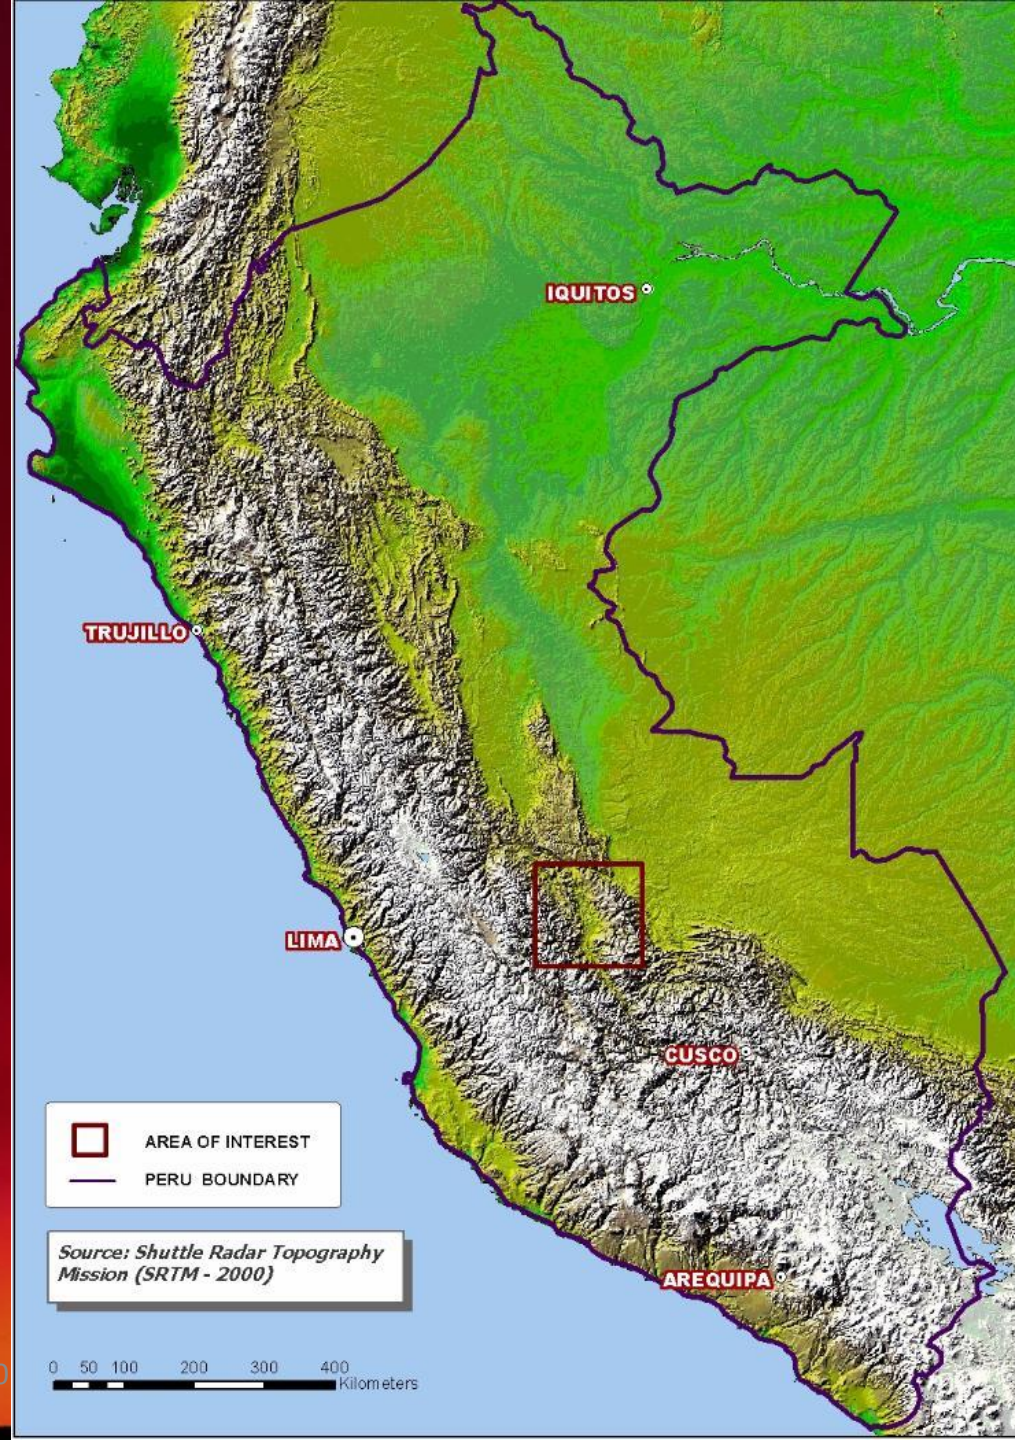 IQUITOS
TRUJILLO
LIMA
CUSCO
AREQUIPA
AREA OF INTEREST
PERU BOUNDARY
Source: Shuttle Radar Topography
Mission (SRTM - 2000)
0 50 100 200 300 400
Kilometers